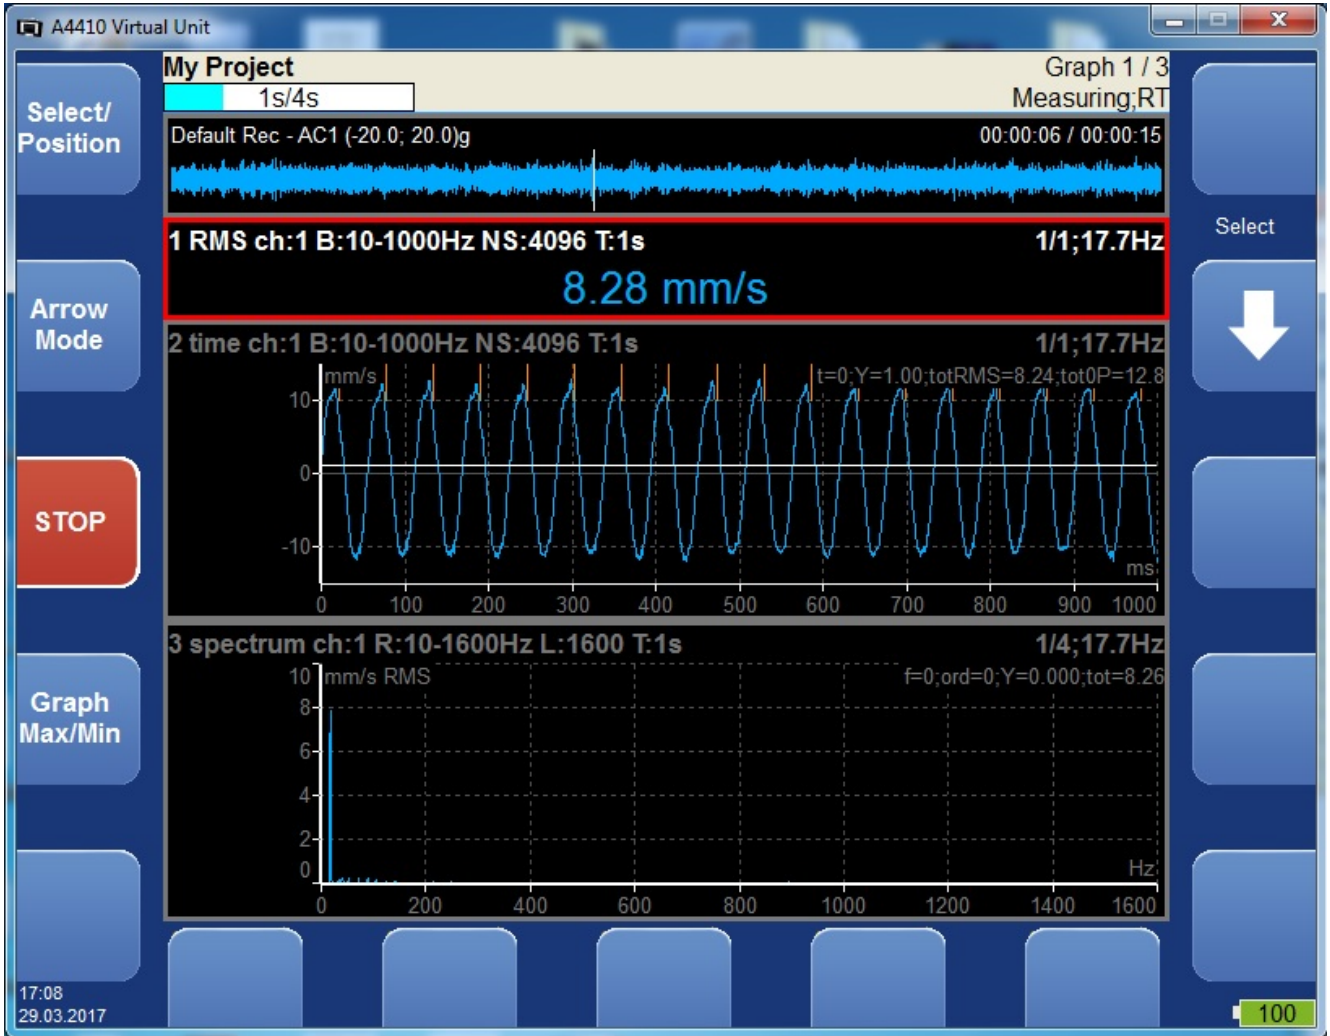 A4410 Virtual Unit
My Project
Graph 1 / 3
1s/4s
Measuring;RT
Select/
Position
Default Rec - AC1 (-20.0; 20.0)g
00:00:06 / 00:00:15
Select
1 RMS ch:1 B:10-1000Hz NS:4096 T:1s
1/1;17.7Hz
8.28 mm/s
Arrow
Mode
2 time ch:1 B:10-1000Hz NS:4096 T:1s
1/1;17.7Hz
mm/s
t=0;Y=1.00;totRMS=8.24;tot0P=12.8
10
0
-10
ms
0 100 200 300 400 500 600 700 800 900 1000
STOP
3 spectrum ch:1 R:10-1600Hz L:1600 T:1s
1/4;17.7Hz
10 mm/s RMS
f=0;ord=0;Y=0.000;tot=8.26
8
6
4
2
0
Hz
0 200 400 600 800 1000 1200 1400 1600
Graph
Max/Min
17:08
29.03.2017
100